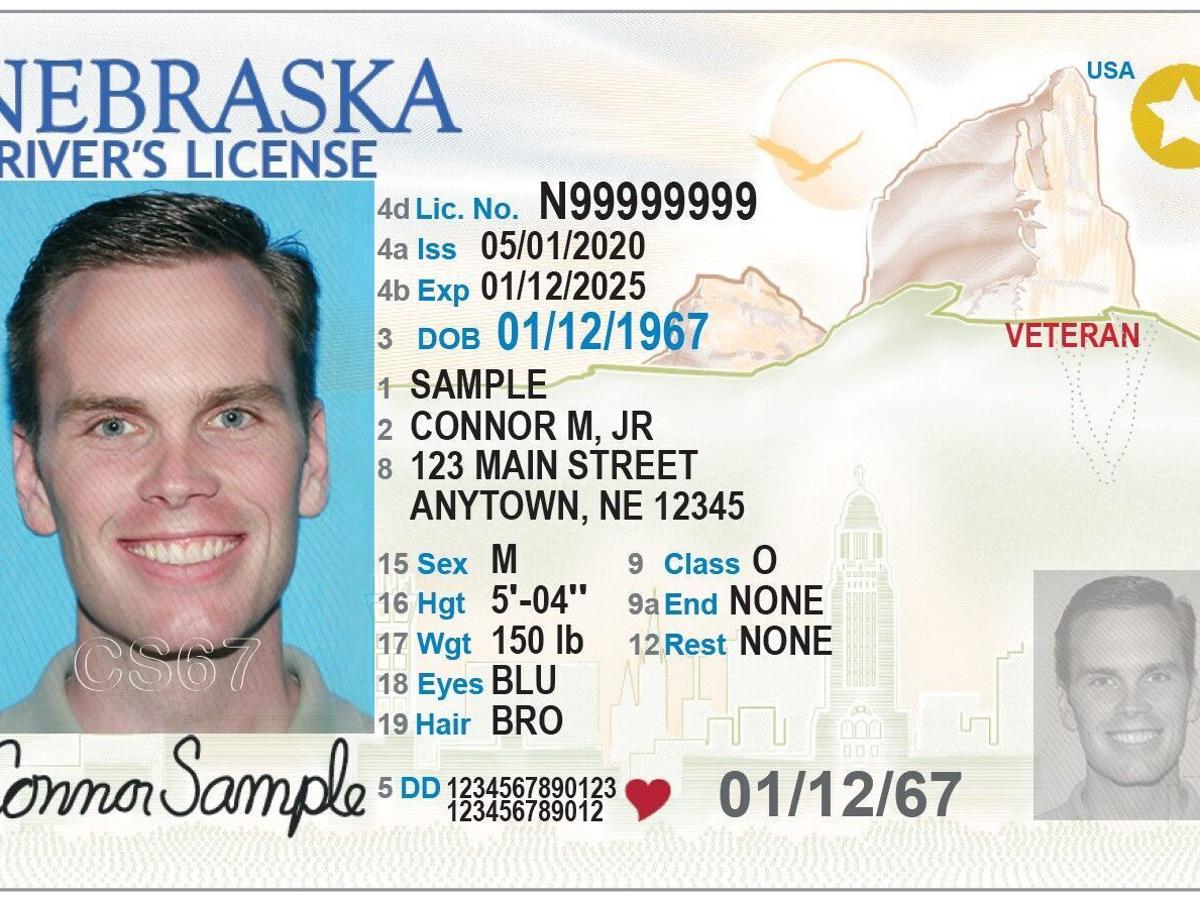 NEBRASKA
DRIVER'S LICENSE
USA
4d Lic. No. N99999999
4a Iss 05/01/2020
4b Exp 01/12/2025
3 DOB 01/12/1967
VETERAN
1 SAMPLE
2 CONNOR M, JR
8 123 MAIN STREET
ANYTOWN, NE 12345
15 Sex M 9 Class O
16 Hgt 5'-04" 9a End NONE
17 Wgt 150 lb 12 Rest NONE
18 Eyes BLU
19 Hair BRO
CS67
Connor Sample
5 DD 1234567890123
123456789012
01/12/67